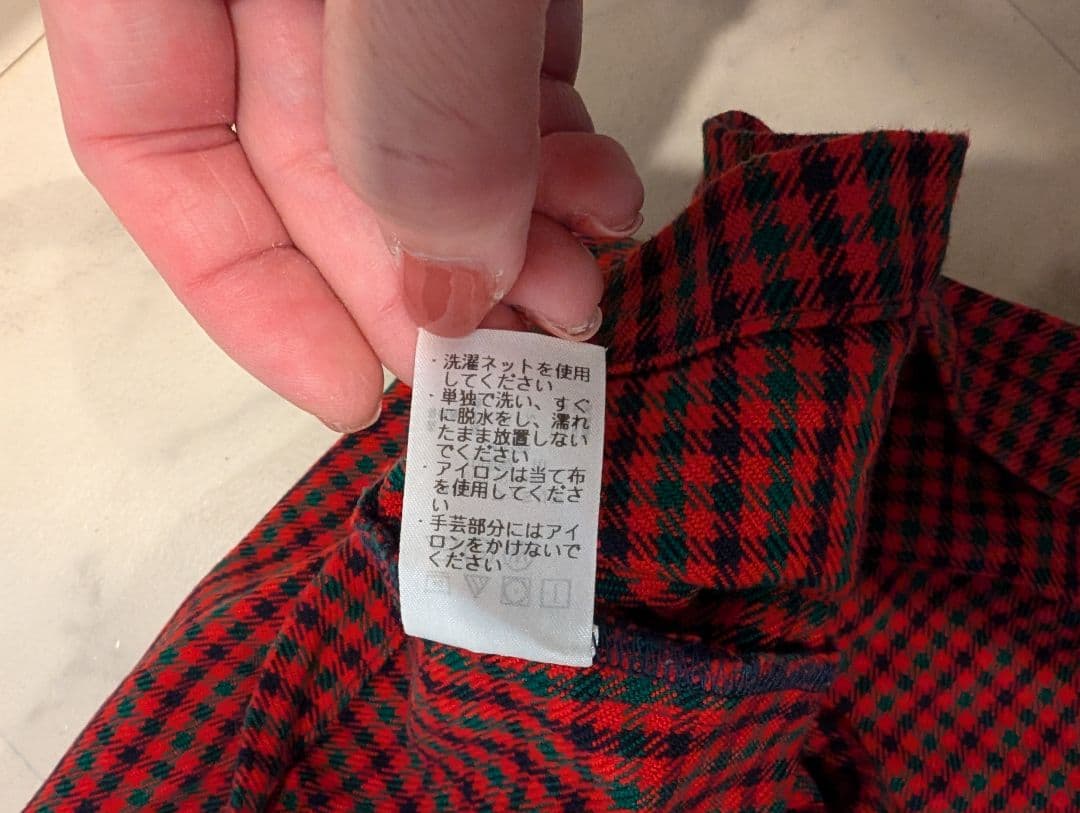 ・洗濯ネットを使用
してください
・単独で洗い、すぐ
に脱水をし、濡れ
たまま放置しない
でください
・アイロンは当て布
を使用してくださ
い
・手芸部分にはアイ
ロンをかけないで
ください